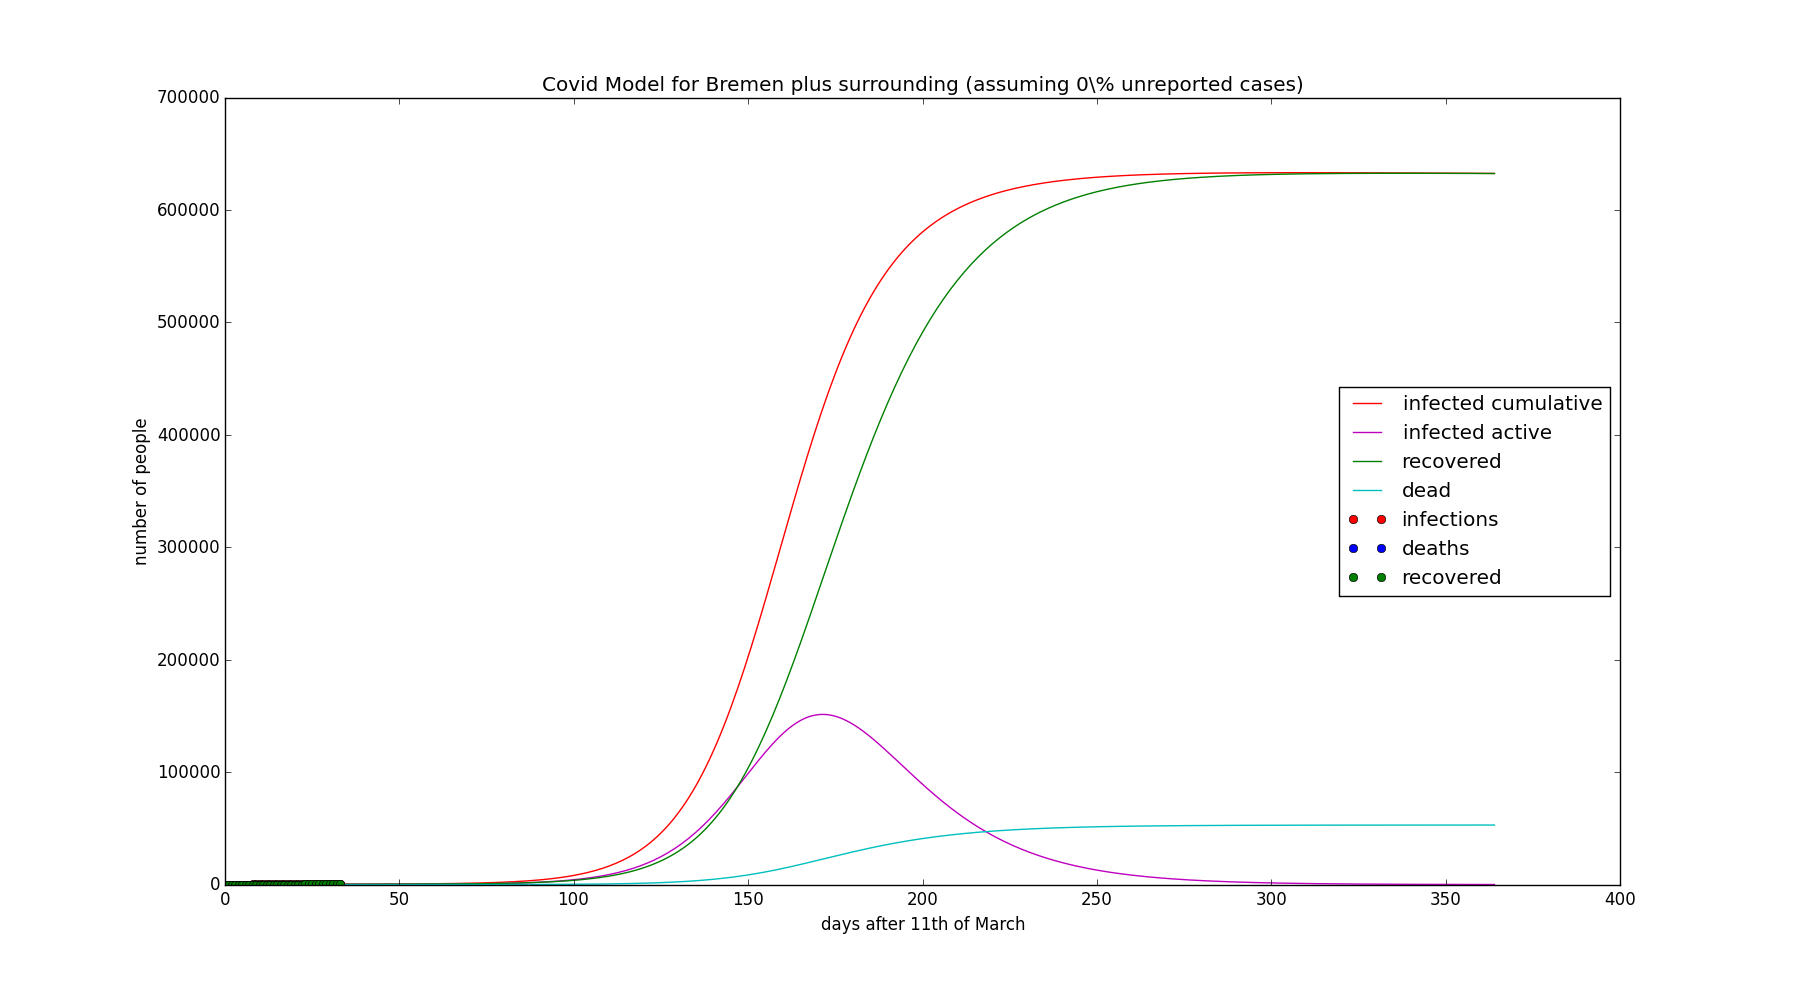 Covid Model for Bremen plus surrounding (assuming 0\% unreported cases)
700000
600000
500000
400000
300000
200000
100000
0
number of people
infected cumulative
infected active
recovered
dead
infections
deaths
recovered
0 50 100 150 200 250 300 350 400
days after 11th of March